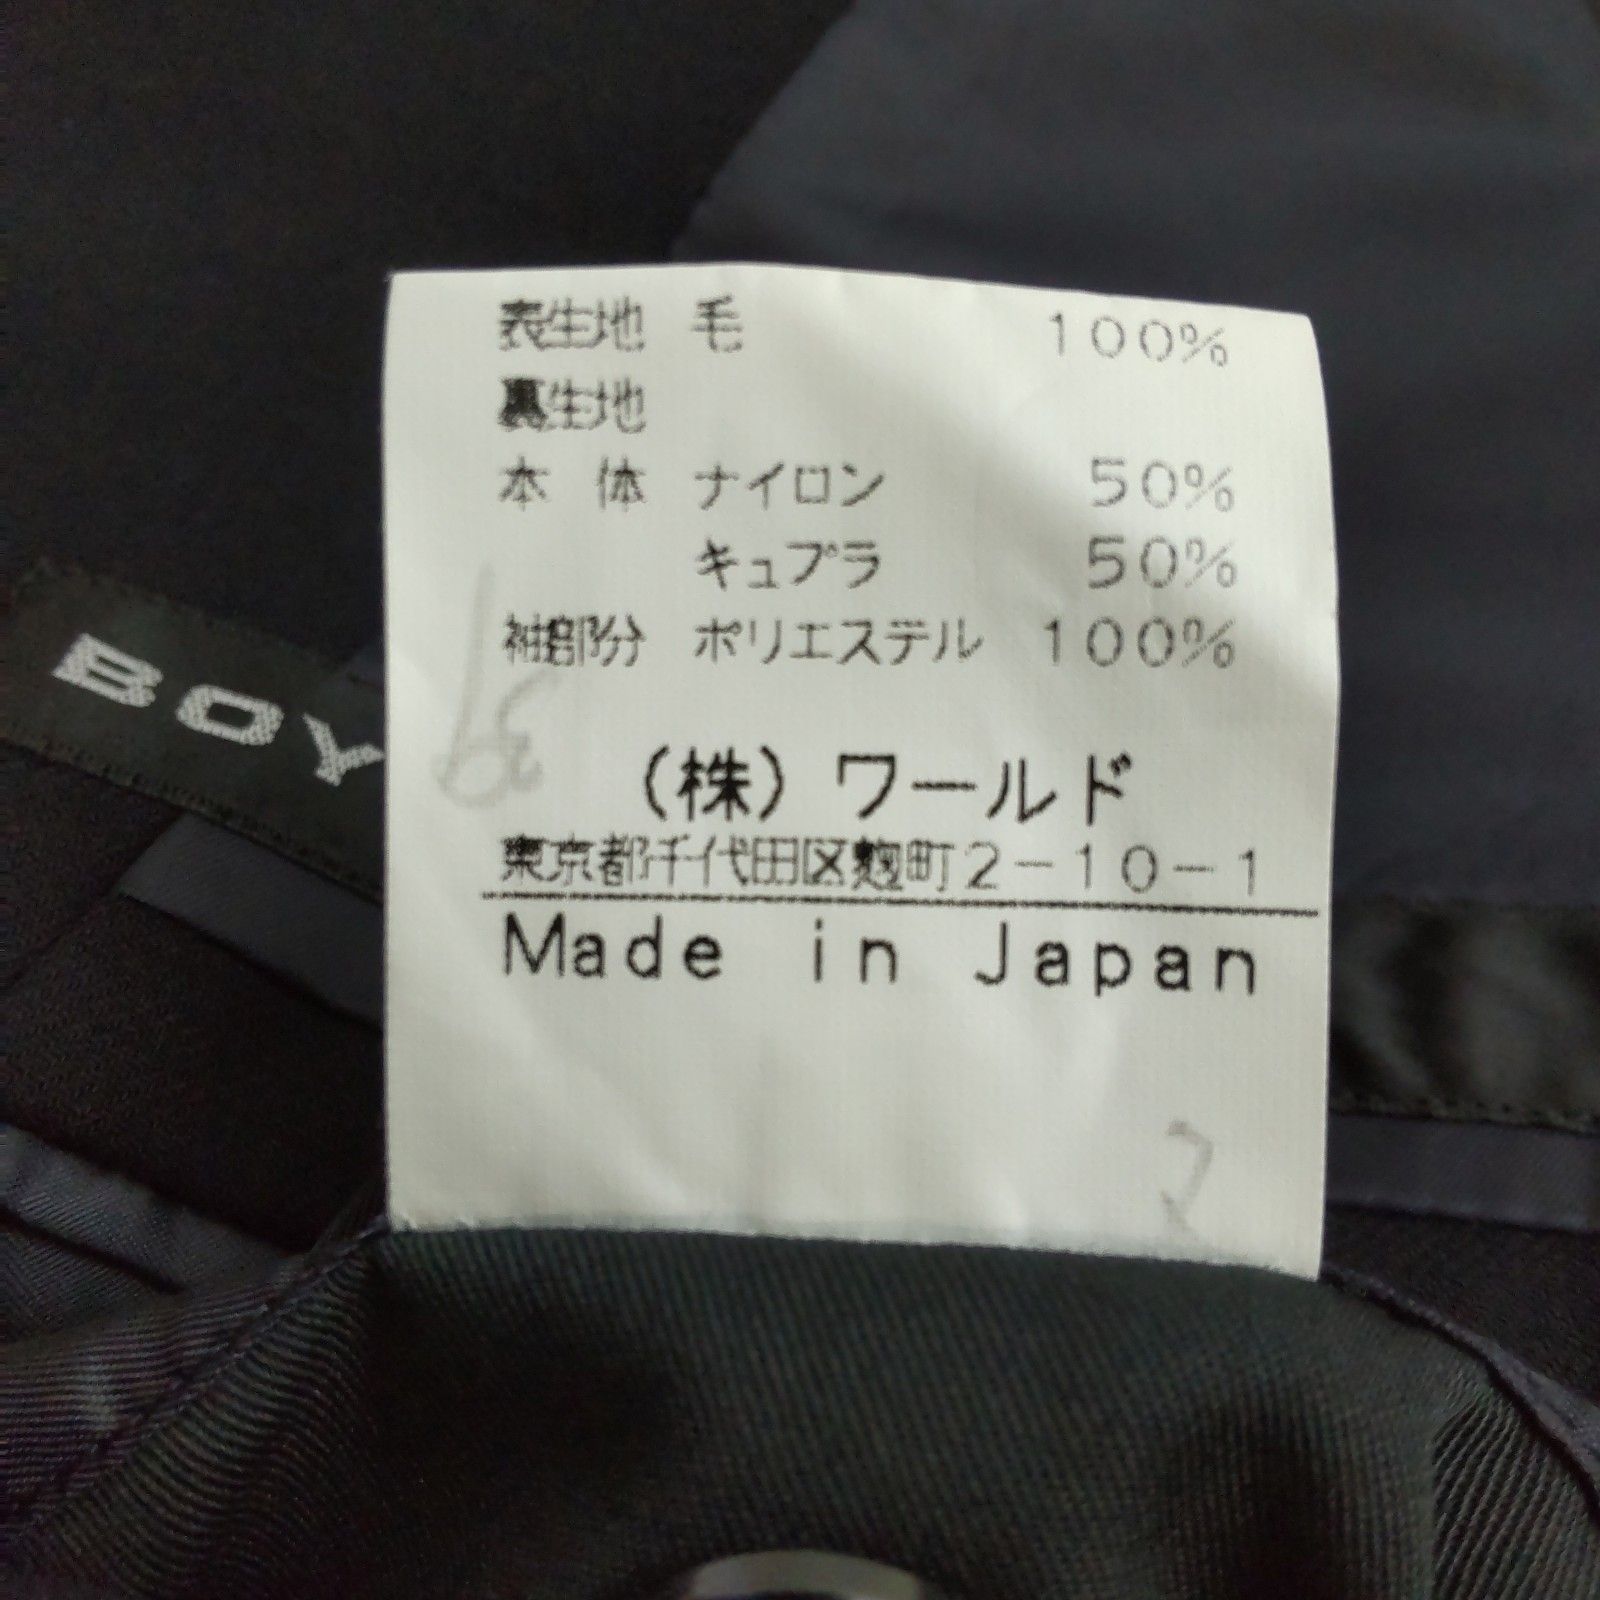 表生地 毛 100%
裏生地
本 体 ナイロン 50%
キュプラ 50%
袖部分 ポリエステル 100%
(株) ワールド
東京都千代田区麹町2-10-1
Made in Japan
BOY